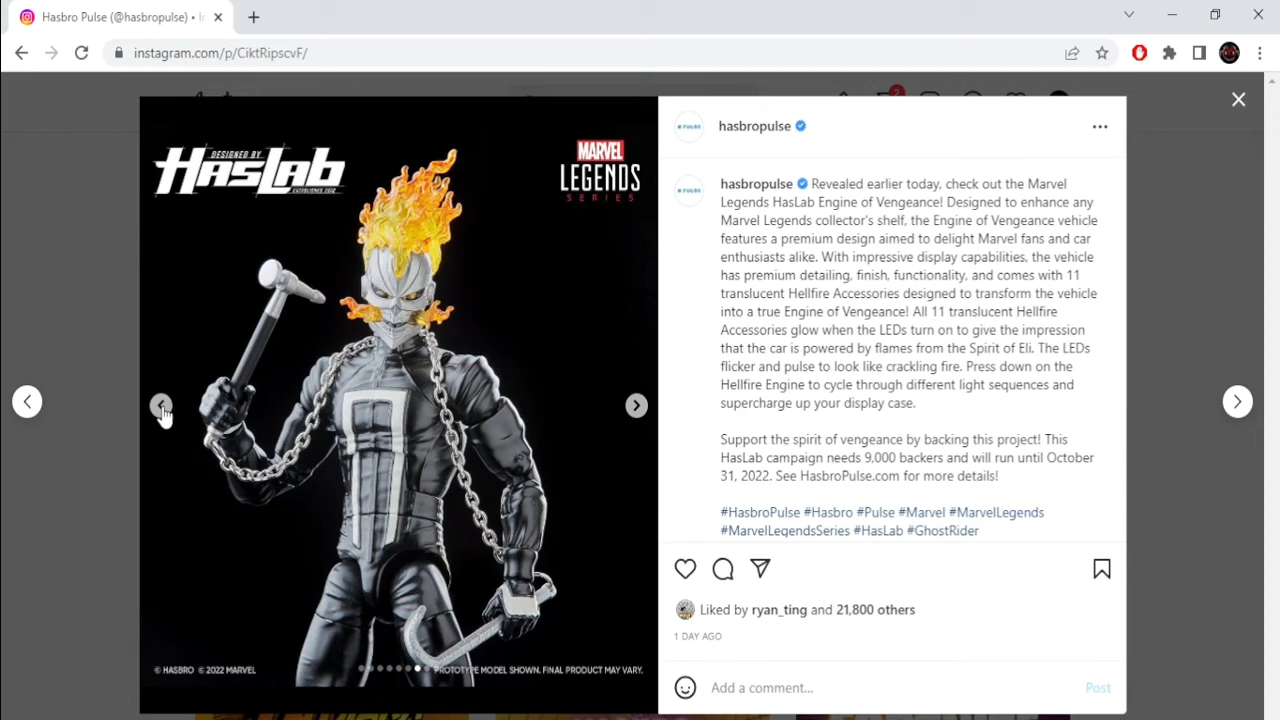 Hasbro Pulse (@hasbropulse) • I
instagram.com/p/CiktRipscvF/
2
DESIGNED BY
HASLAB
ESTABLISHED
MARVEL
LEGENDS
SERIES
© HASBRO © 2022 MARVEL
PROTOTYPE MODEL SHOWN. FINAL PRODUCT MAY VARY.
PULSE
hasbropulse
•••
PULSE
hasbropulse Revealed earlier today, check out the Marvel
Legends HasLab Engine of Vengeance! Designed to enhance any
Marvel Legends collector's shelf, the Engine of Vengeance vehicle
features a premium design aimed to delight Marvel fans and car
enthusiasts alike. With impressive display capabilities, the vehicle
has premium detailing, finish, functionality, and comes with 11
translucent Hellfire Accessories designed to transform the vehicle
into a true Engine of Vengeance! All 11 translucent Hellfire
Accessories glow when the LEDs turn on to give the impression
that the car is powered by flames from the Spirit of Eli. The LEDs
flicker and pulse to look like crackling fire. Press down on the
Hellfire Engine to cycle through different light sequences and
supercharge up your display case.
Support the spirit of vengeance by backing this project! This
HasLab campaign needs 9,000 backers and will run until October
31, 2022. See HasbroPulse.com for more details!
#HasbroPulse #Hasbro #Pulse #Marvel #MarvelLegends
#MarvelLegendsSeries #HasLab #GhostRider
Liked by ryan_ting and 21,800 others
1 DAY AGO
Add a comment...
Post